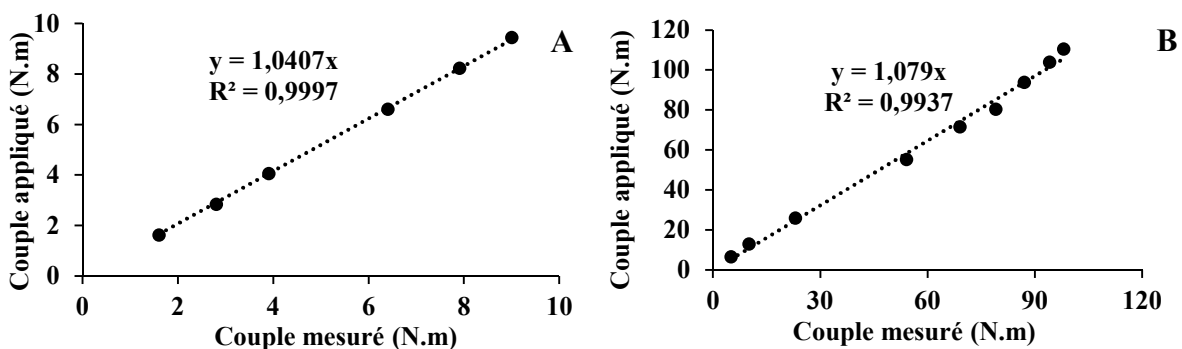 10
8
6
4
2
0
Couple appliqué (N.m)
y = 1,0407x
R² = 0,9997
A
0 2 4 6 8 10
Couple mesuré (N.m)
120
100
80
60
40
20
0
Couple appliqué (N.m)
y = 1,079x
R² = 0,9937
B
0 30 60 90 120
Couple mesuré (N.m)